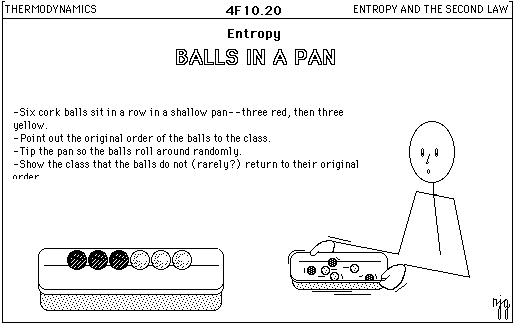 THERMODYNAMICS 4F10.20 ENTROPY AND THE SECOND LAW
Entropy
BALLS IN A PAN
-Six cork balls sit in a row in a shallow pan--three red, then three
yellow.
-Point out the original order of the balls to the class.
-Tip the pan so the balls roll around randomly.
-Show the class that the balls do not (rarely?) return to their original
order
njg